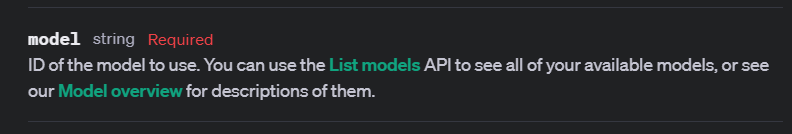 model string Required
ID of the model to use. You can use the List models API to see all of your available models, or see
our Model overview for descriptions of them.